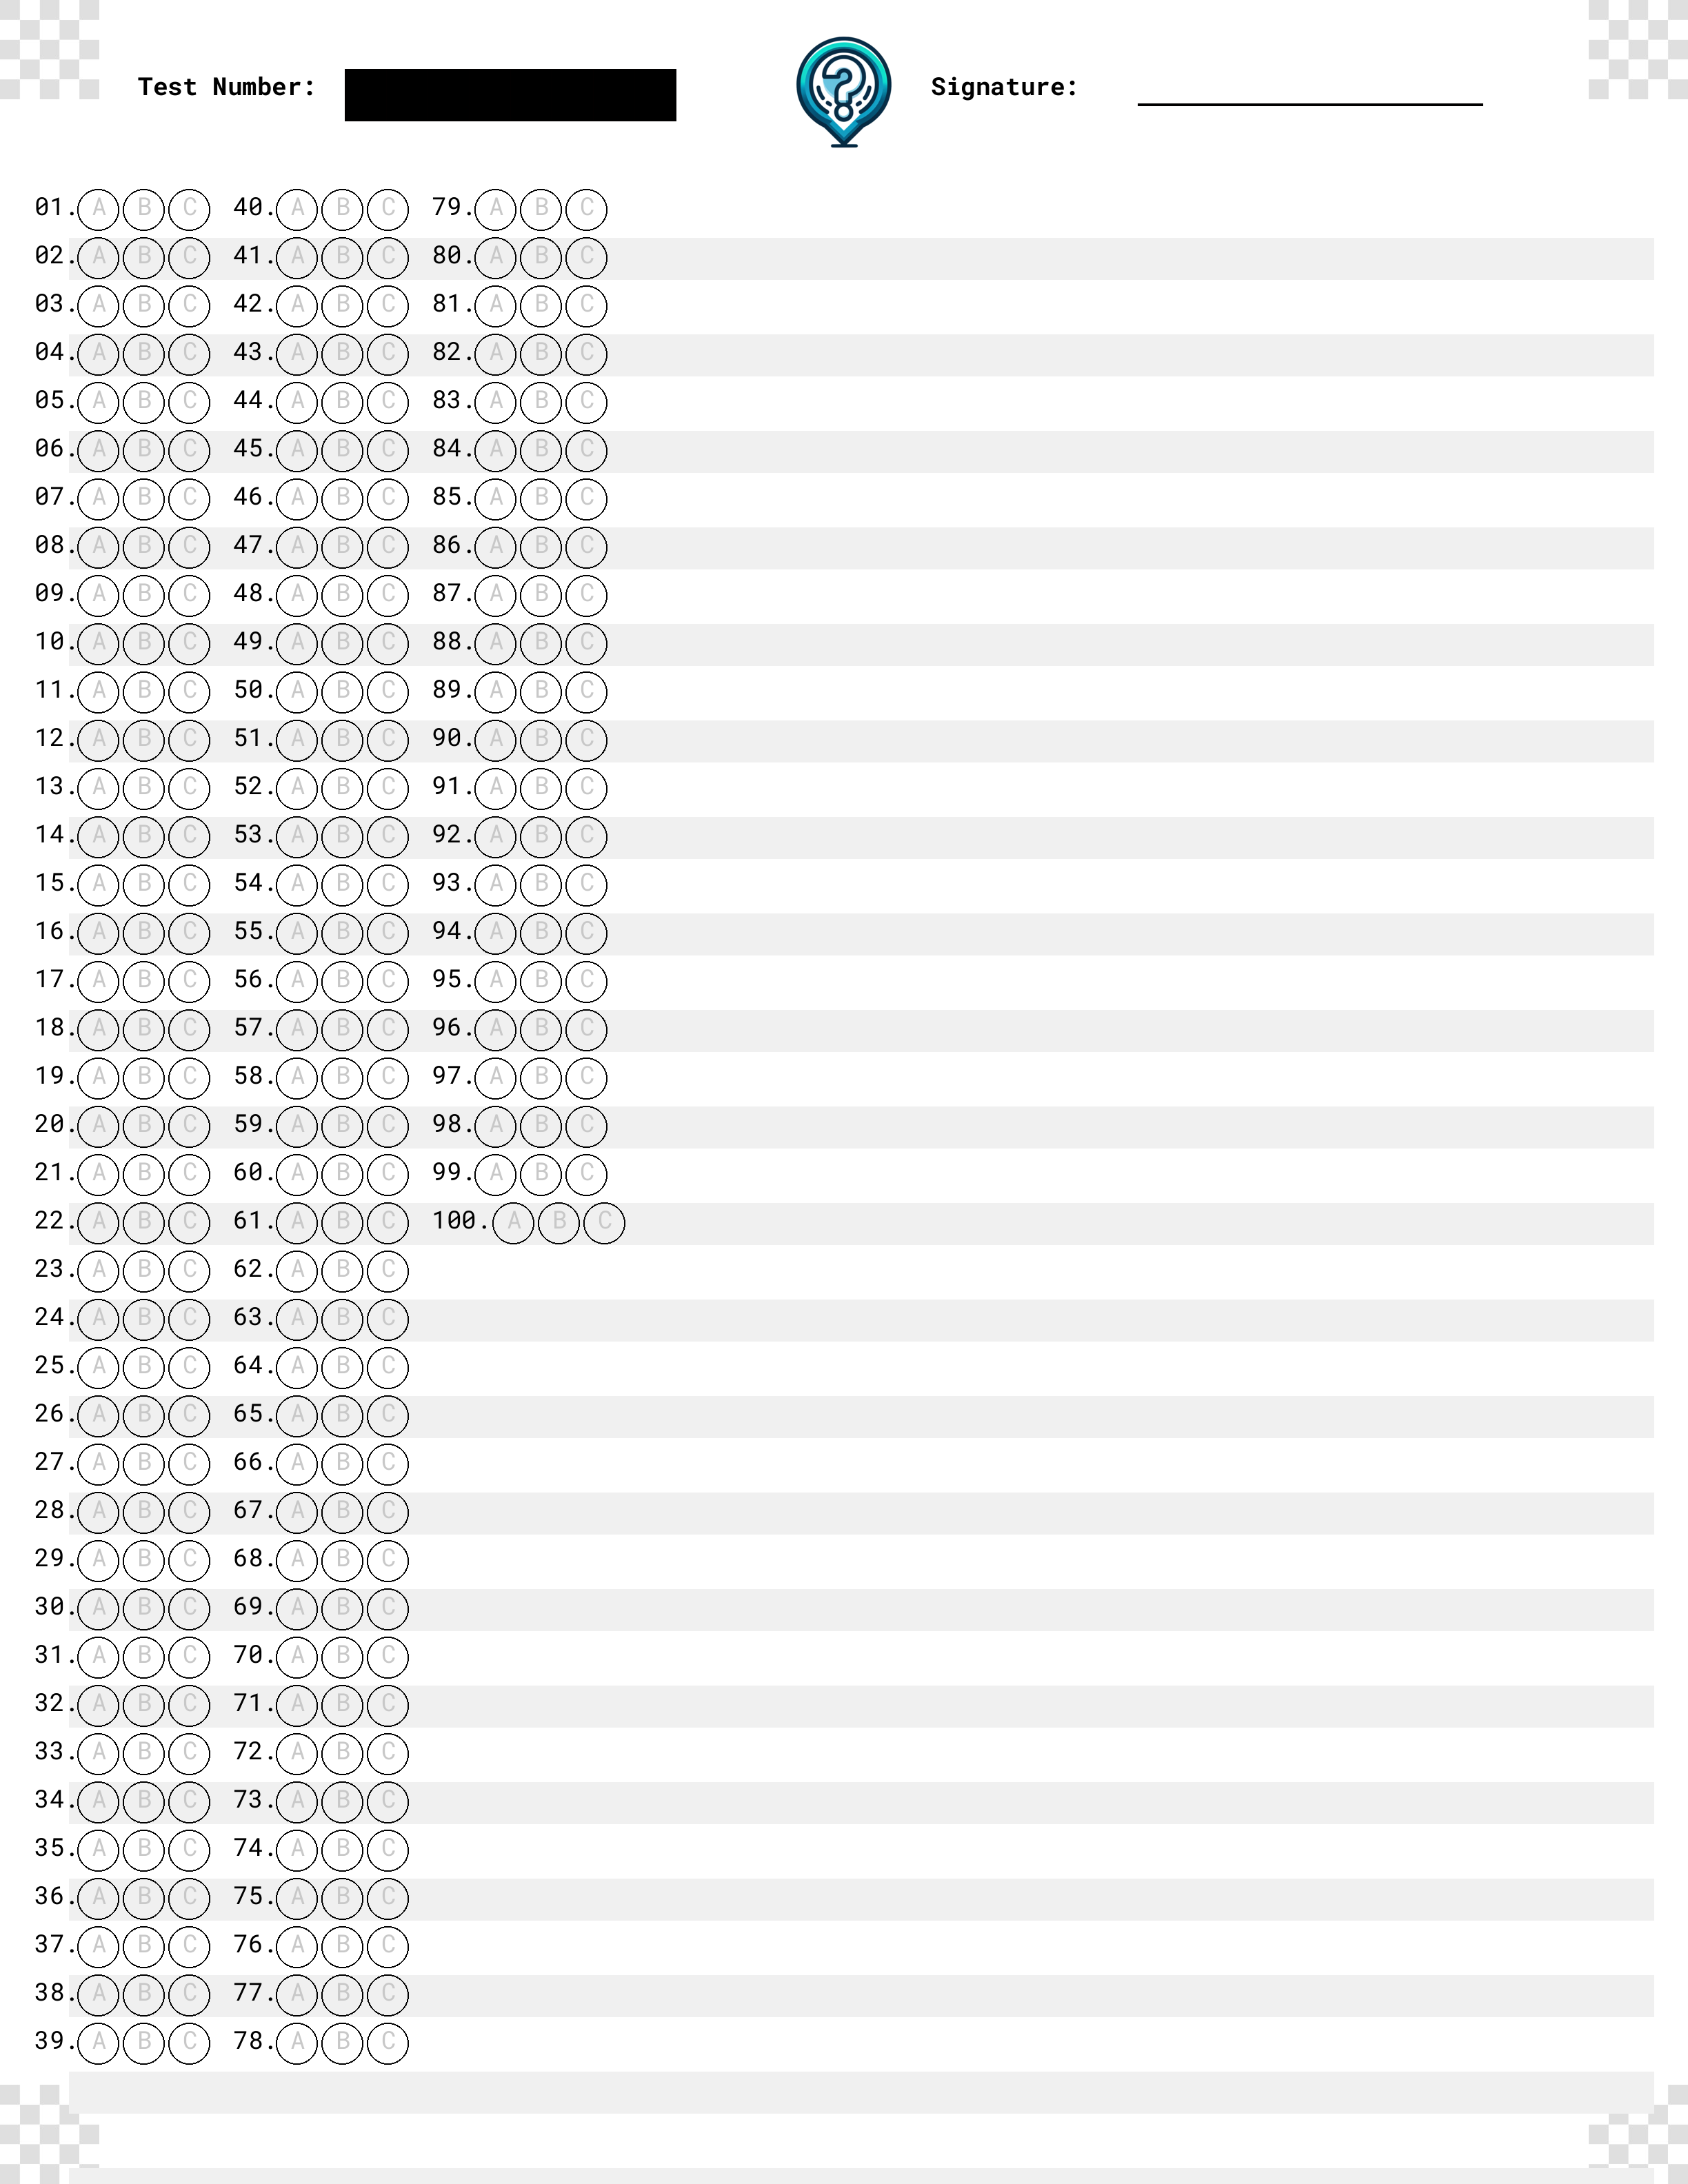 Test Number: Signature:
01. A B C 40. A B C 79. A B C
02. A B C 41. A B C 80. A B C
03. A B C 42. A B C 81. A B C
04. A B C 43. A B C 82. A B C
05. A B C 44. A B C 83. A B C
06. A B C 45. A B C 84. A B C
07. A B C 46. A B C 85. A B C
08. A B C 47. A B C 86. A B C
09. A B C 48. A B C 87. A B C
10. A B C 49. A B C 88. A B C
11. A B C 50. A B C 89. A B C
12. A B C 51. A B C 90. A B C
13. A B C 52. A B C 91. A B C
14. A B C 53. A B C 92. A B C
15. A B C 54. A B C 93. A B C
16. A B C 55. A B C 94. A B C
17. A B C 56. A B C 95. A B C
18. A B C 57. A B C 96. A B C
19. A B C 58. A B C 97. A B C
20. A B C 59. A B C 98. A B C
21. A B C 60. A B C 99. A B C
22. A B C 61. A B C 100. A B C
23. A B C 62. A B C
24. A B C 63. A B C
25. A B C 64. A B C
26. A B C 65. A B C
27. A B C 66. A B C
28. A B C 67. A B C
29. A B C 68. A B C
30. A B C 69. A B C
31. A B C 70. A B C
32. A B C 71. A B C
33. A B C 72. A B C
34. A B C 73. A B C
35. A B C 74. A B C
36. A B C 75. A B C
37. A B C 76. A B C
38. A B C 77. A B C
39. A B C 78. A B C